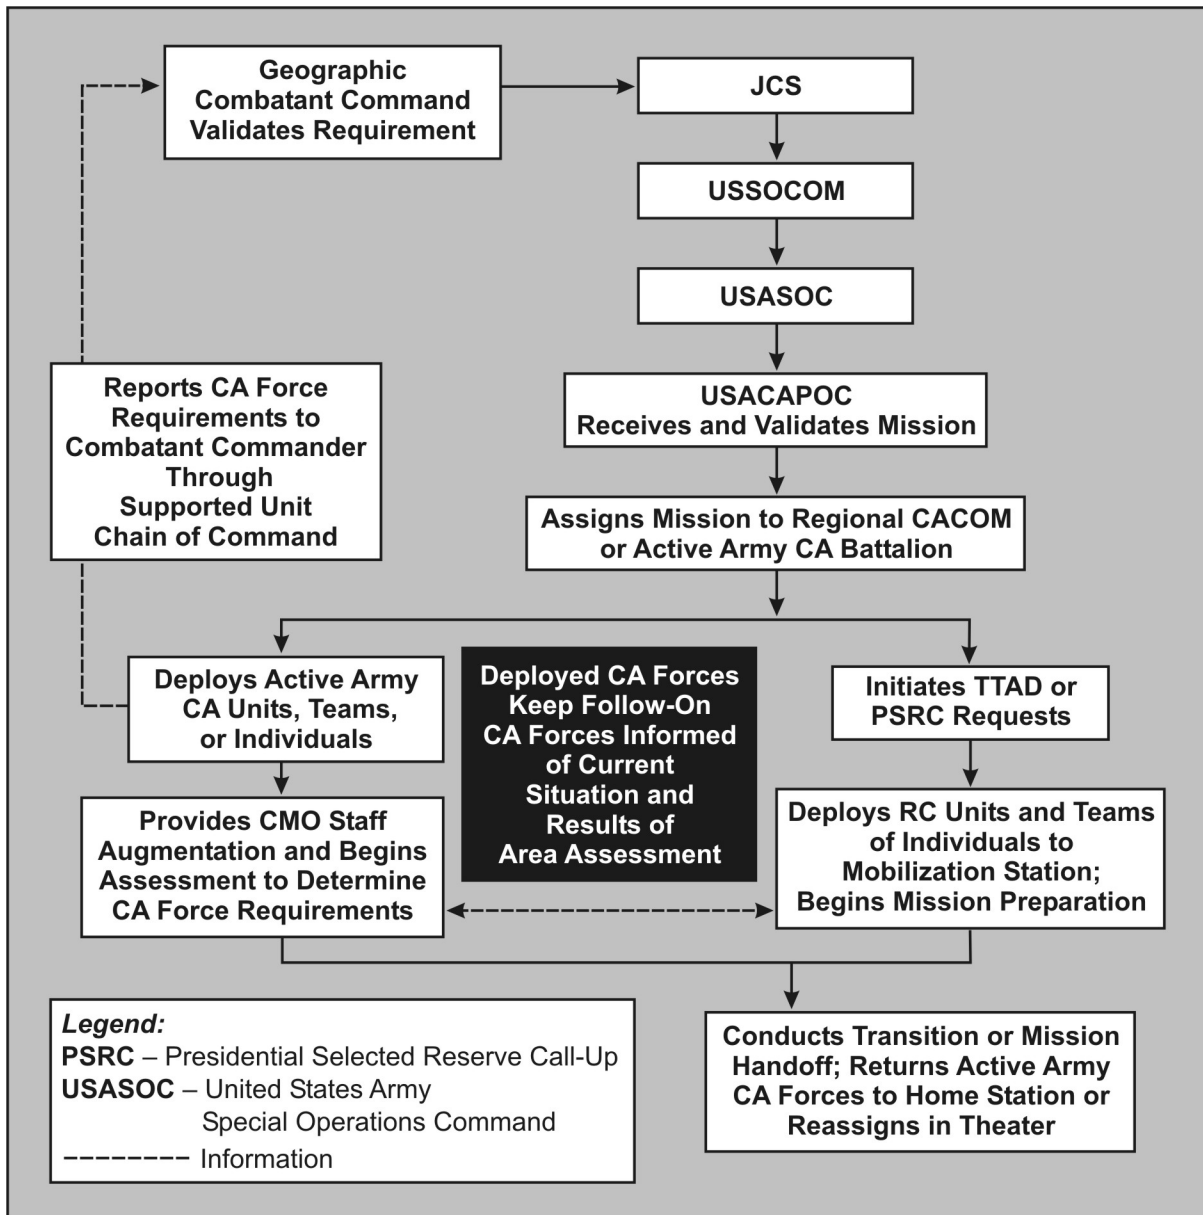 Geographic
Combatant Command
Validates Requirement
JCS
USSOCOM
USASOC
USACAPOC
Receives and Validates Mission
Assigns Mission to Regional CACOM
or Active Army CA Battalion
Reports CA Force
Requirements to
Combatant Commander
Through
Supported Unit
Chain of Command
Deploys Active Army
CA Units, Teams,
or Individuals
Deployed CA Forces
Keep Follow-On
CA Forces Informed
of Current
Situation and
Results of
Area Assessment
Initiates TTAD or
PSRC Requests
Provides CMO Staff
Augmentation and Begins
Assessment to Determine
CA Force Requirements
Deploys RC Units and Teams
of Individuals to
Mobilization Station;
Begins Mission Preparation
Conducts Transition or Mission
Handoff; Returns Active Army
CA Forces to Home Station or
Reassigns in Theater
Legend:
PSRC – Presidential Selected Reserve Call-Up
USASOC – United States Army
Special Operations Command
Information